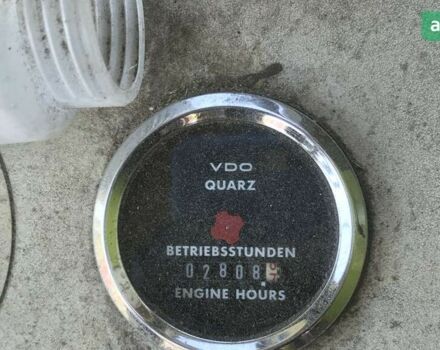 VDO
QUARZ
BETRIEBSSTUNDEN
02808
ENGINE HOURS
a